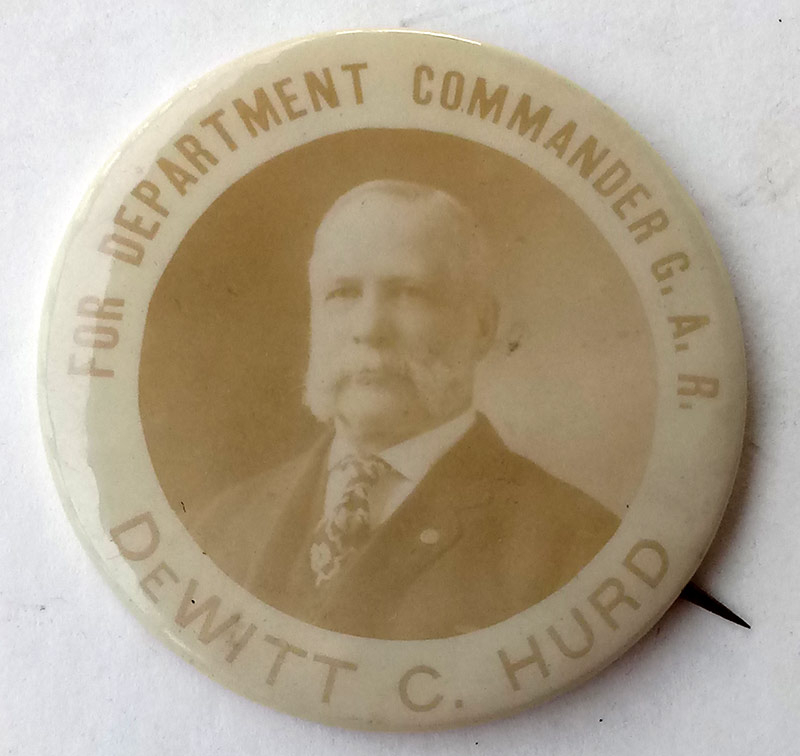 FOR DEPARTMENT COMMANDER G. A. R.
DEWITT C. HURD